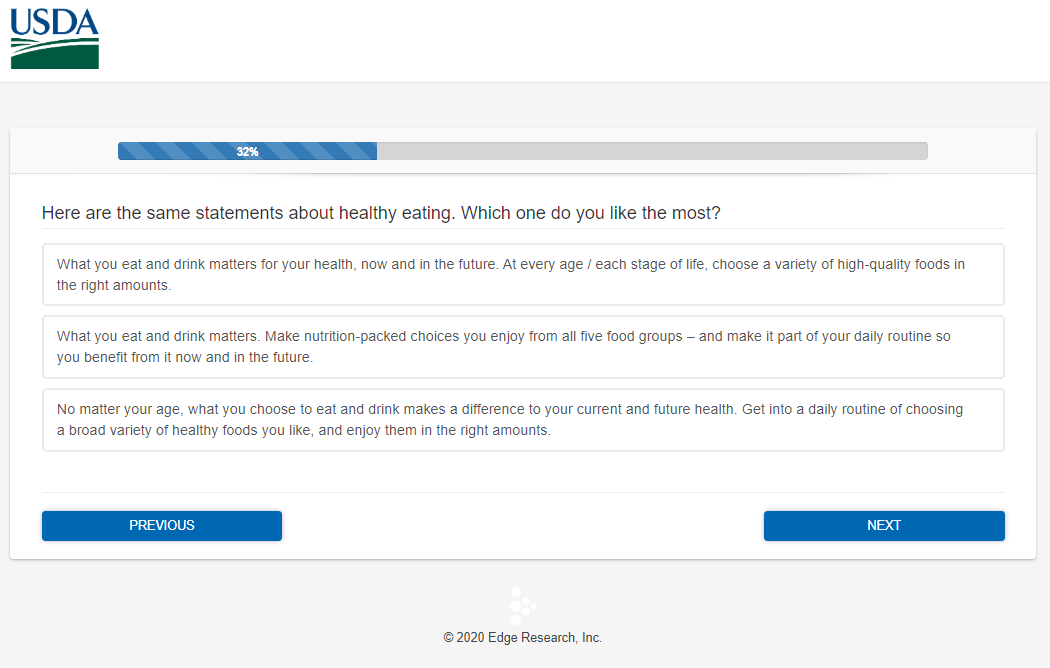 USDA
32%
Here are the same statements about healthy eating. Which one do you like the most?
What you eat and drink matters for your health, now and in the future. At every age / each stage of life, choose a variety of high-quality foods in
the right amounts.
What you eat and drink matters. Make nutrition-packed choices you enjoy from all five food groups – and make it part of your daily routine so
you benefit from it now and in the future.
No matter your age, what you choose to eat and drink makes a difference to your current and future health. Get into a daily routine of choosing
a broad variety of healthy foods you like, and enjoy them in the right amounts.
PREVIOUS
NEXT
© 2020 Edge Research, Inc.